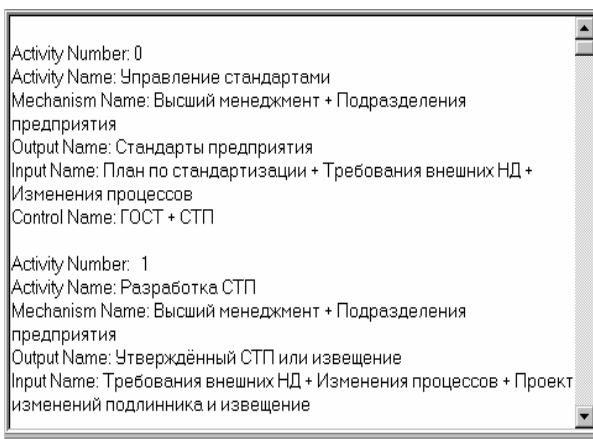 Activity Number: 0
Activity Name: Управление стандартами
Mechanism Name: Высший менеджмент + Подразделения
предприятия
Output Name: Стандарты предприятия
Input Name: План по стандартизации + Требования внешних НД +
Изменения процессов
Control Name: ГОСТ + СТП
Activity Number: 1
Activity Name: Разработка СТП
Mechanism Name: Высший менеджмент + Подразделения
предприятия
Output Name: Утверждённый СТП или извещение
Input Name: Требования внешних НД + Изменения процессов + Проект
изменений подлинника и извещение